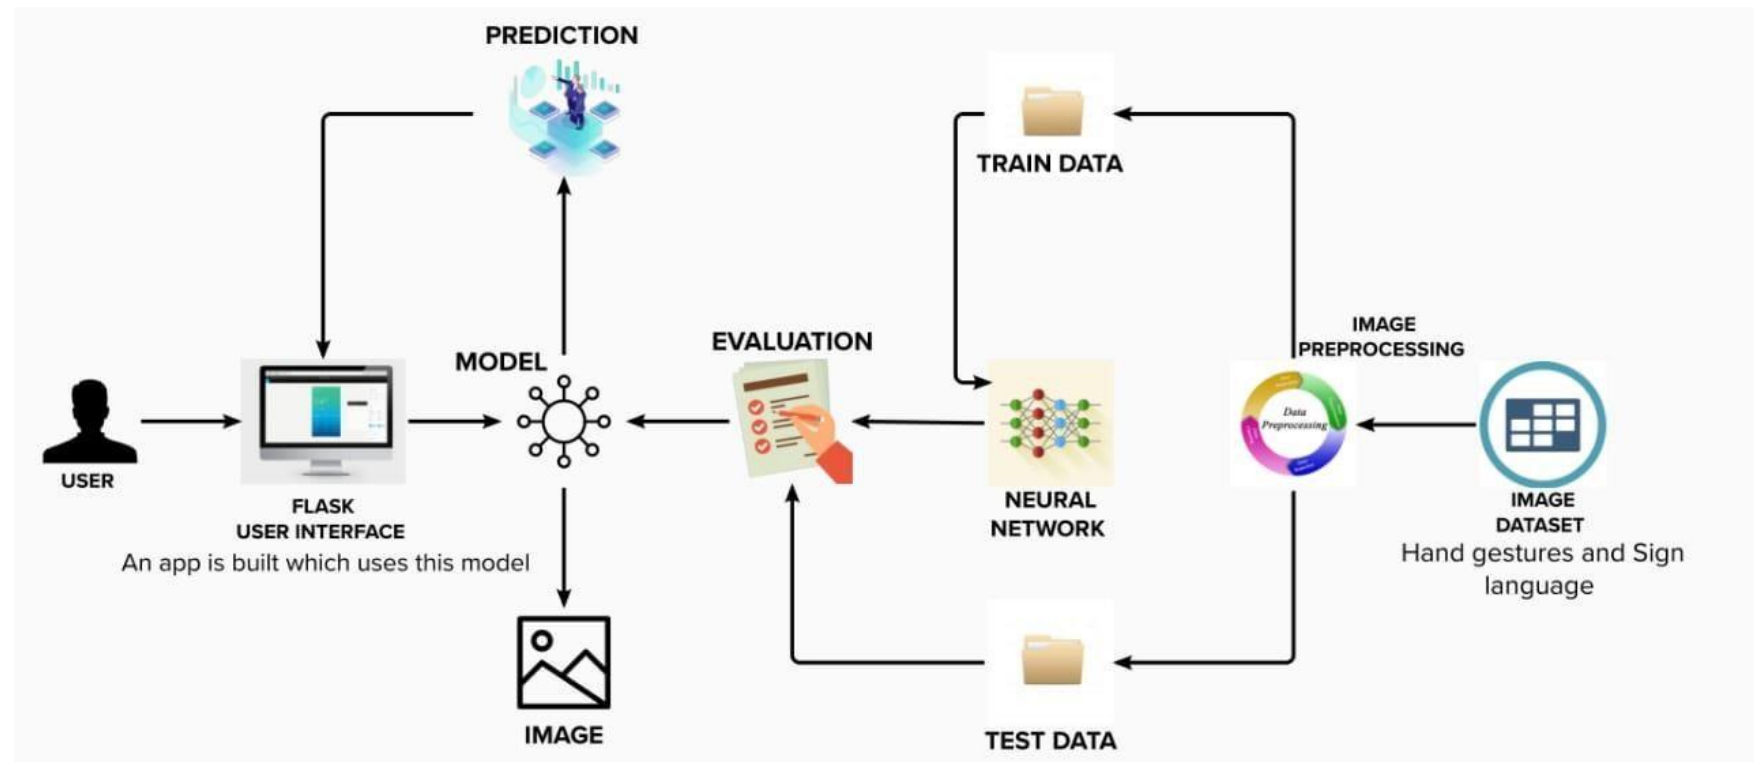 PREDICTION
TRAIN DATA
IMAGE
PREPROCESSING
EVALUATION
MODEL
Data
Preprocessing
USER
FLASK
USER INTERFACE
An app is built which uses this model
NEURAL
NETWORK
IMAGE
DATASET
Hand gestures and Sign
language
IMAGE
TEST DATA